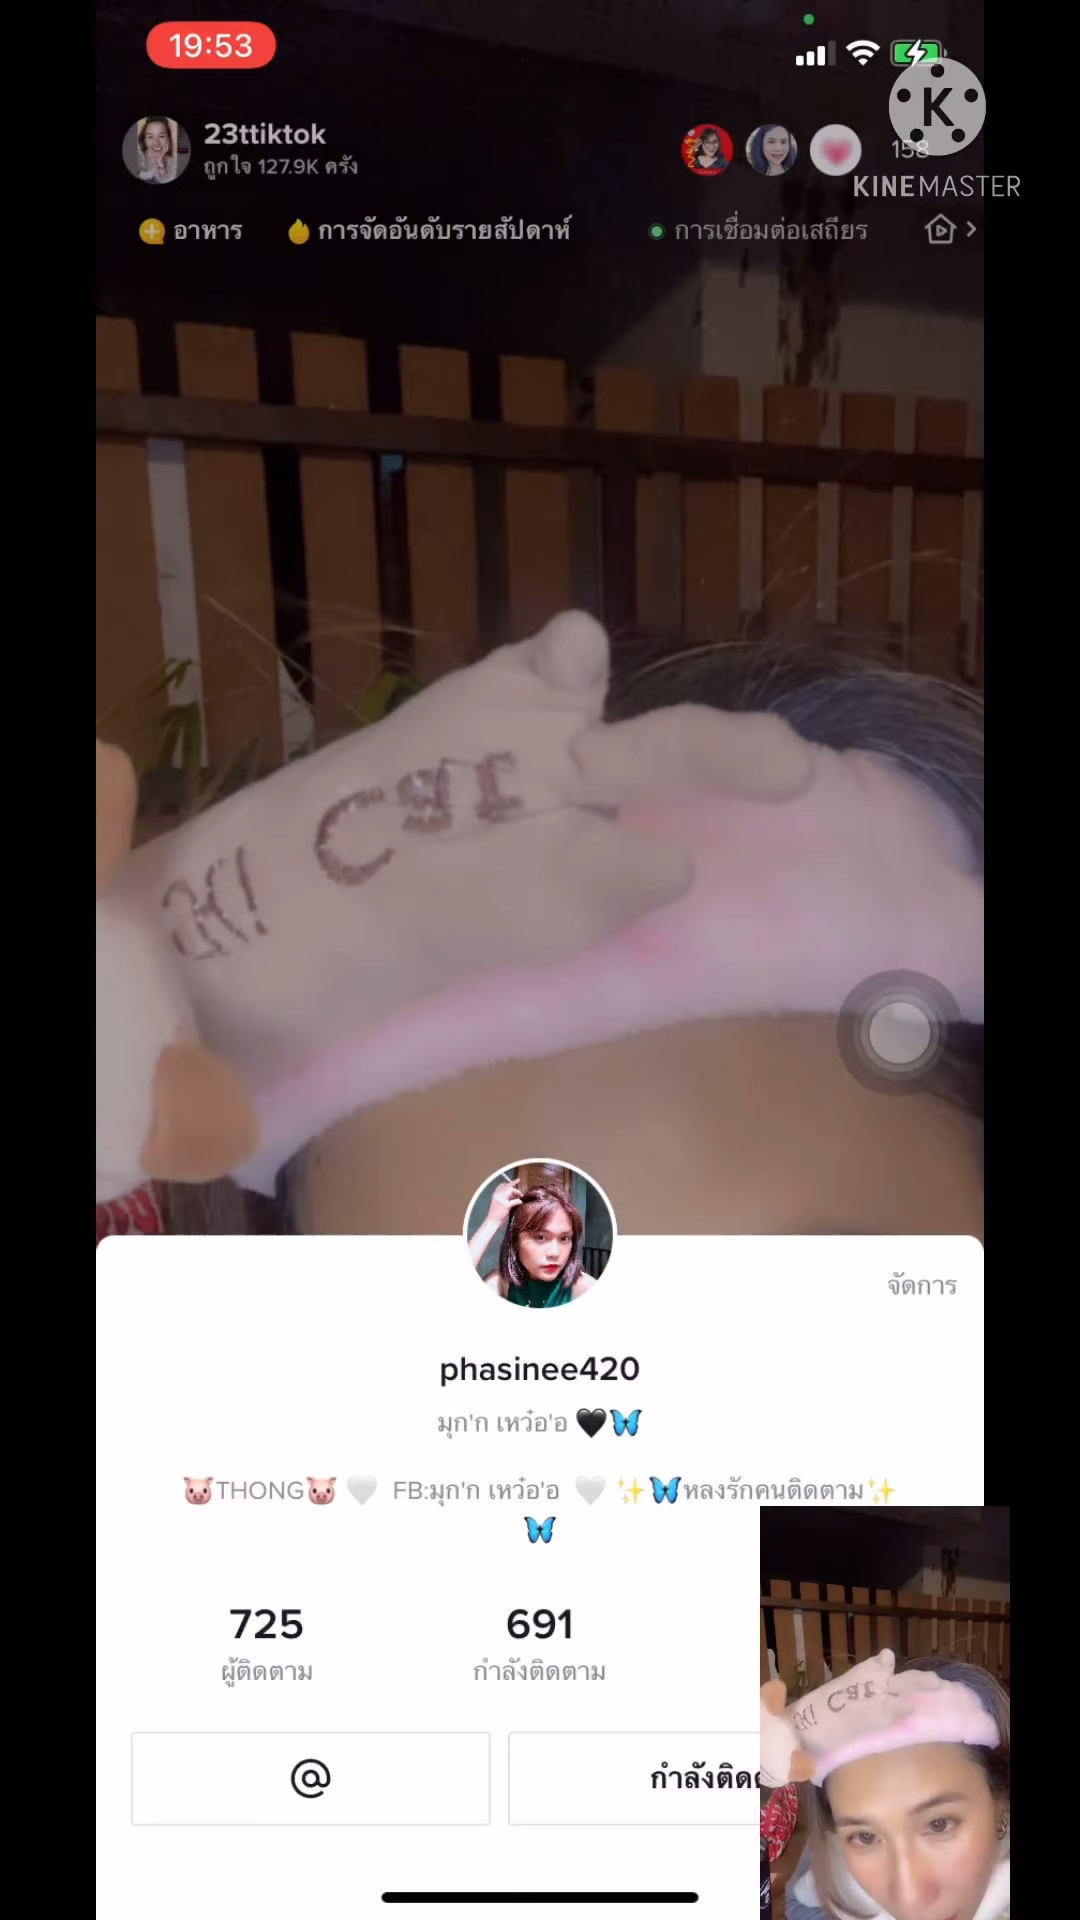 19:53
23ttiktok
ถูกใจ 127.9K ครั้ง
158
K
KINEMASTER
อาหาร
การจัดอันดับรายสัปดาห์
การเชื่อมต่อเสถียร
จัดการ
phasinee420
มุก'ก เหว๋อ'อ 🖤🦋
🐷THONG🐷 🤍 FB:มุก'ก เหว๋อ'อ 🤍 ✨🦋หลงรักคนติดตาม✨
🦋
725
691
ผู้ติดตาม
กำลังติดตาม
@